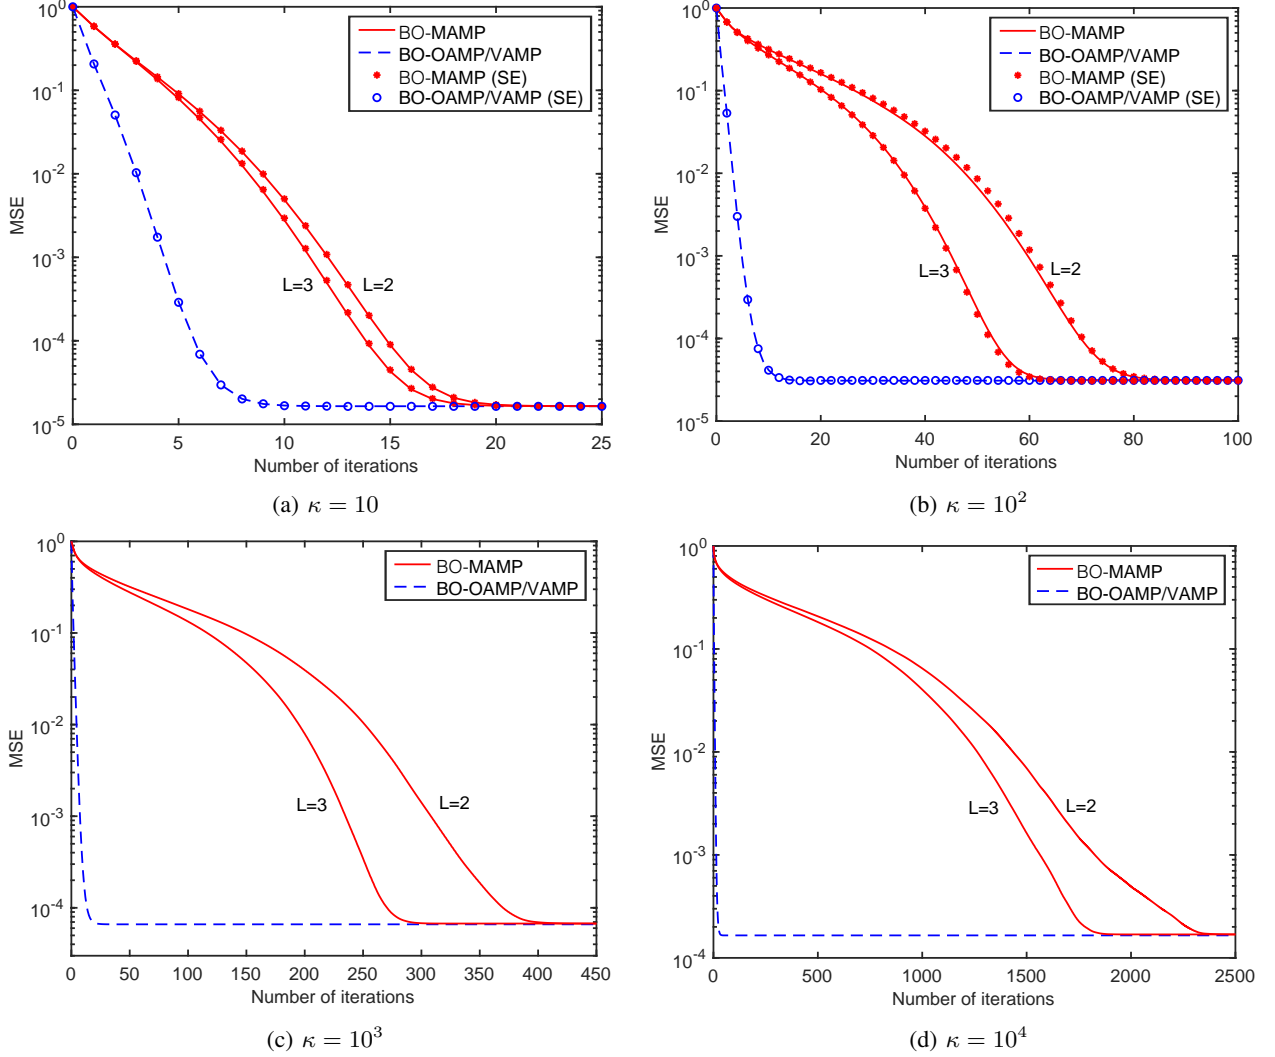 10^0
10^-1
10^-2
10^-3
10^-4
10^-5
MSE
0 5 10 15 20 25
Number of iterations
BO-MAMP
BO-OAMP/VAMP
BO-MAMP (SE)
BO-OAMP/VAMP (SE)
L=3 L=2
(a) κ = 10
10^0
10^-1
10^-2
10^-3
10^-4
10^-5
MSE
0 20 40 60 80 100
Number of iterations
BO-MAMP
BO-OAMP/VAMP
BO-MAMP (SE)
BO-OAMP/VAMP (SE)
L=3 L=2
(b) κ = 10^2
10^0
10^-1
10^-2
10^-3
10^-4
MSE
0 50 100 150 200 250 300 350 400 450
Number of iterations
BO-MAMP
BO-OAMP/VAMP
L=3 L=2
(c) κ = 10^3
10^0
10^-1
10^-2
10^-3
10^-4
MSE
0 500 1000 1500 2000 2500
Number of iterations
BO-MAMP
BO-OAMP/VAMP
L=3 L=2
(d) κ = 10^4